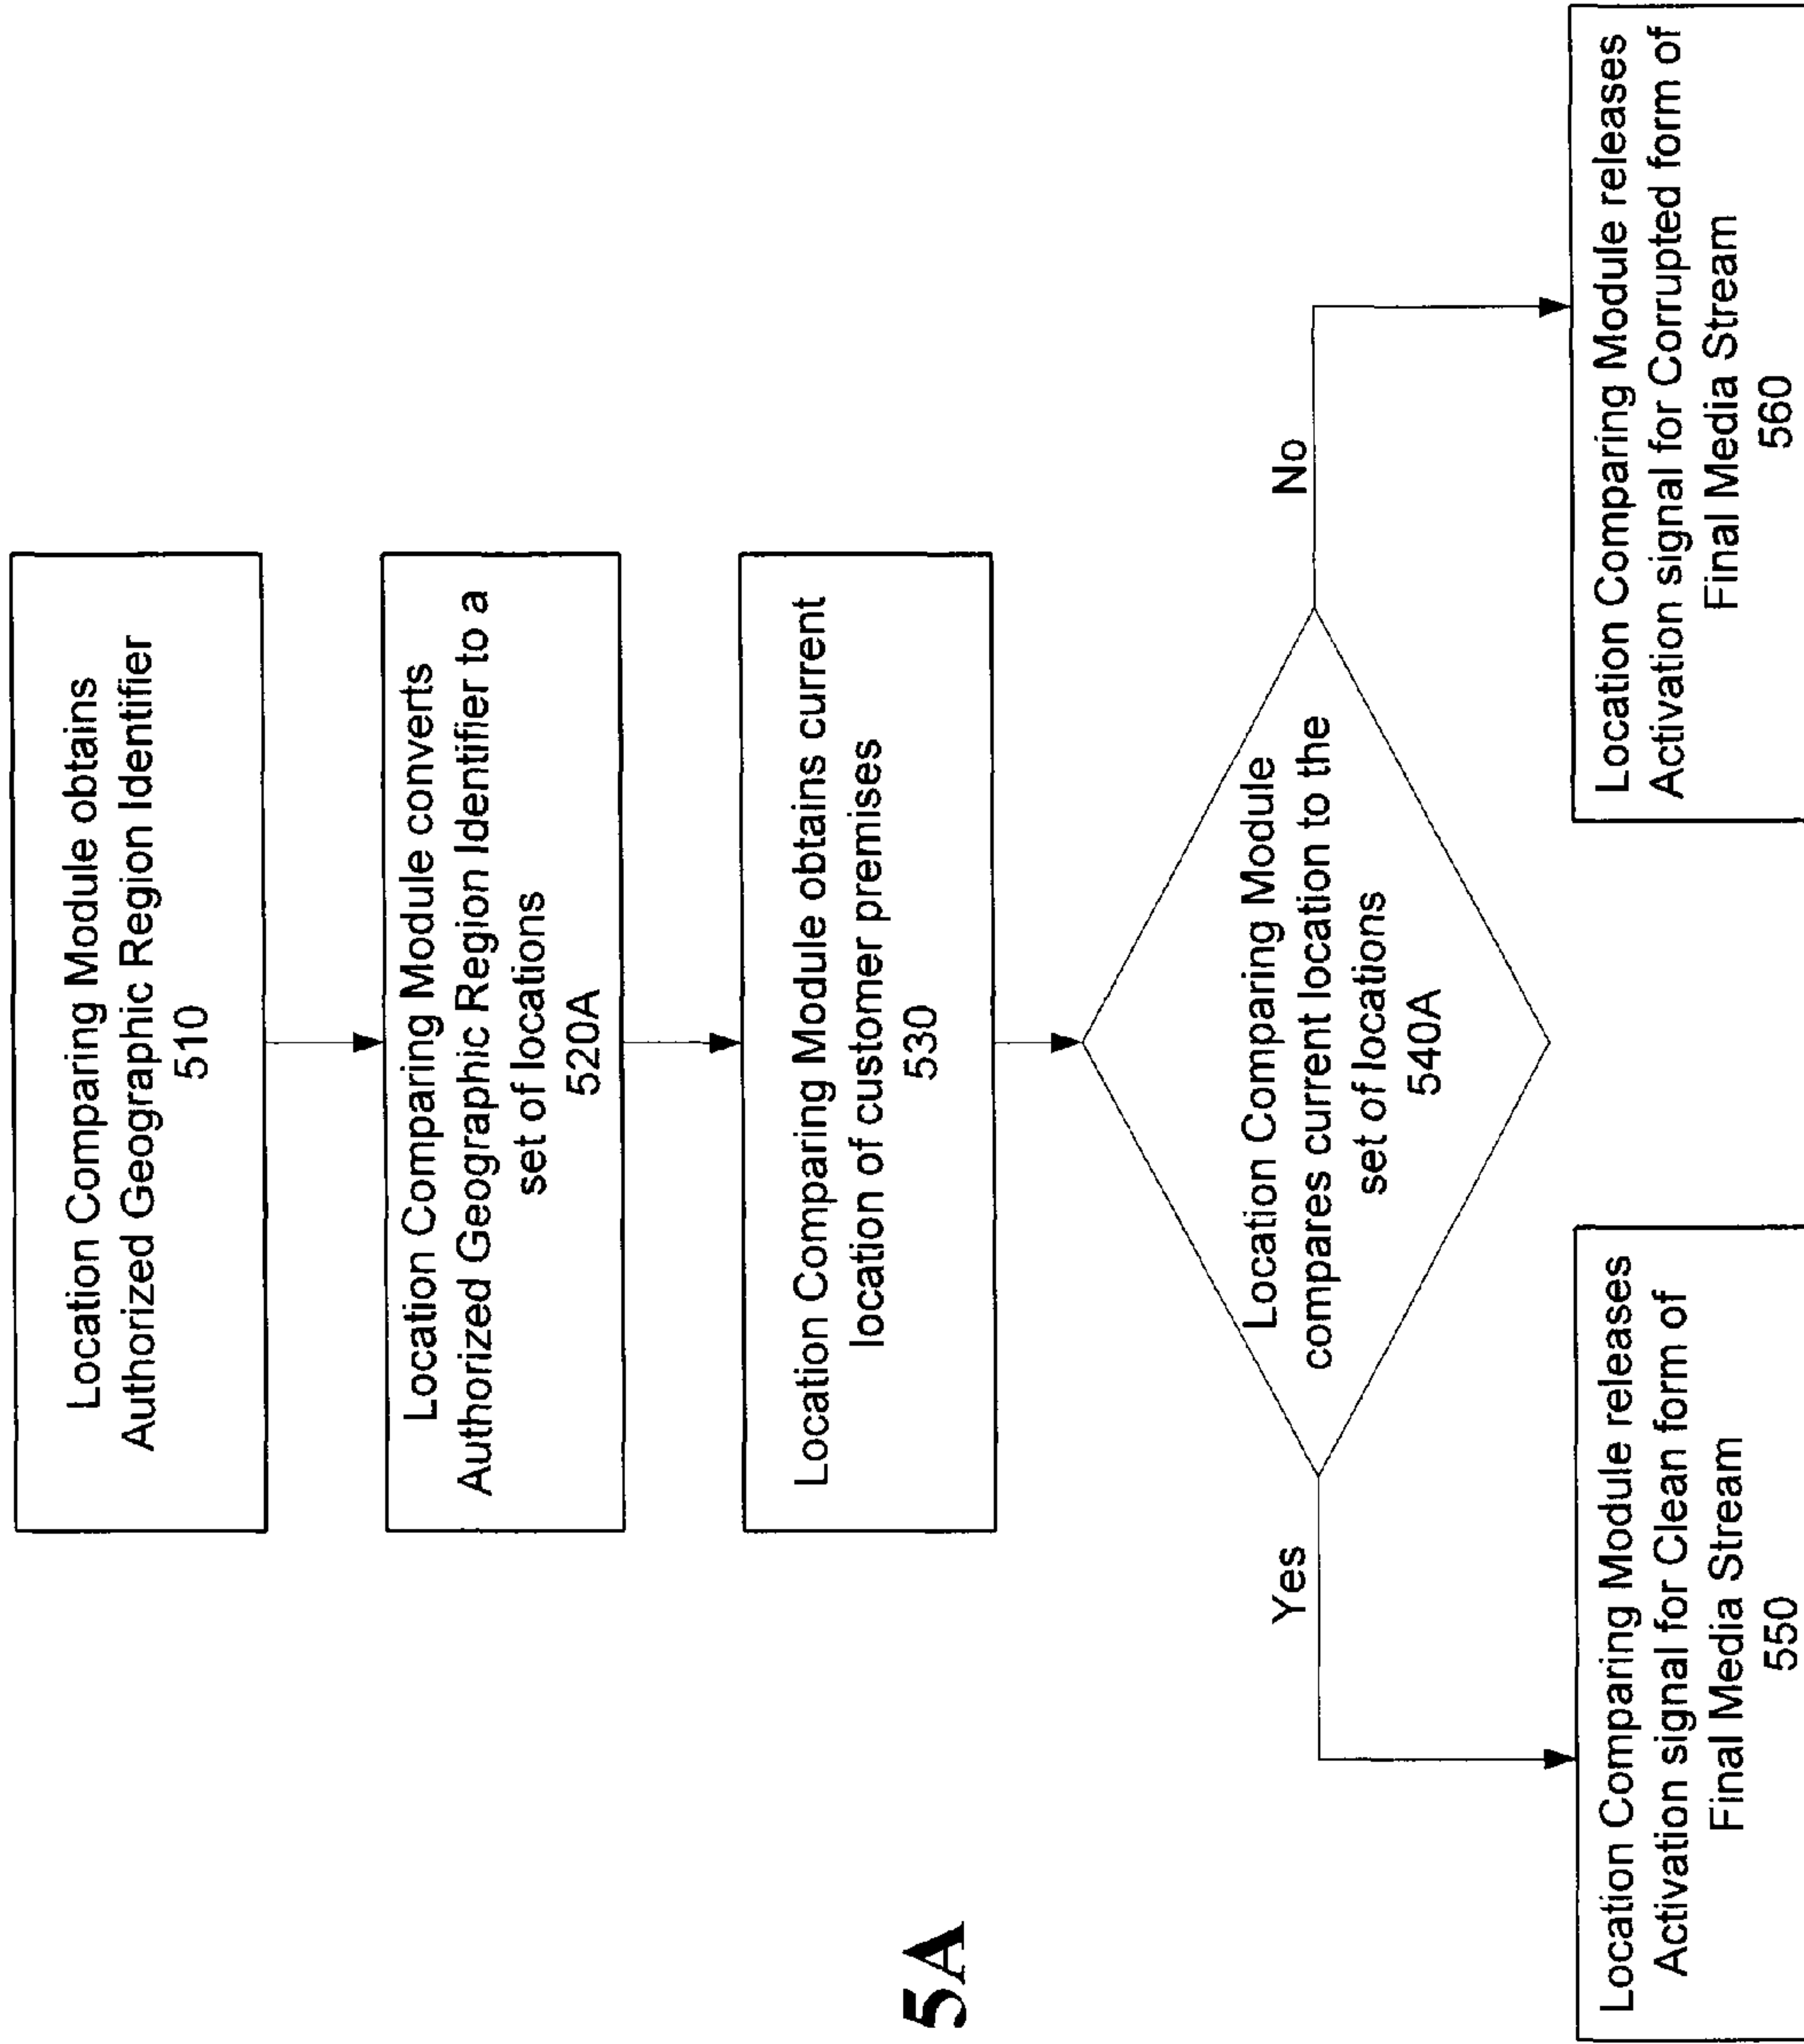 Location Comparing Module obtains
Authorized Geographic Region Identifier
510
Location Comparing Module converts
Authorized Geographic Region Identifier to a
set of locations
520A
Location Comparing Module obtains current
location of customer premises
530
Location Comparing Module
compares current location to the
set of locations
540A
Yes
No
Location Comparing Module releases
Activation signal for Clean form of
Final Media Stream
550
Location Comparing Module releases
Activation signal for Corrupted form of
Final Media Stream
560
5A